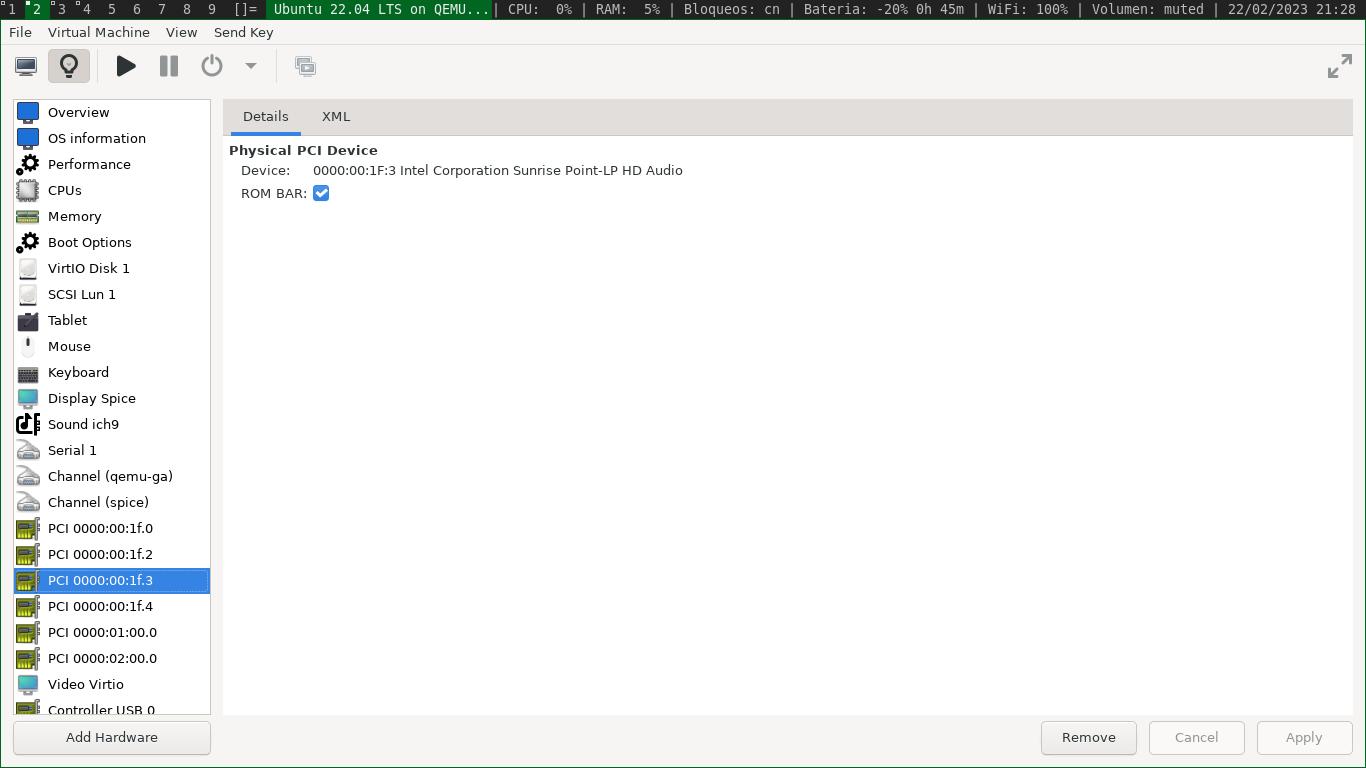 1 2 3 4 5 6 7 8 9 []= Ubuntu 22.04 LTS on QEMU...| CPU: 0% | RAM: 5% | Bloqueos: cn | Bateria: -20% 0h 45m | WiFi: 100% | Volumen: muted | 22/02/2023 21:28
File Virtual Machine View Send Key
Overview
OS information
Performance
CPUs
Memory
Boot Options
VirtIO Disk 1
SCSI Lun 1
Tablet
Mouse
Keyboard
Display Spice
Sound ich9
Serial 1
Channel (qemu-ga)
Channel (spice)
PCI 0000:00:1f.0
PCI 0000:00:1f.2
PCI 0000:00:1f.3
PCI 0000:00:1f.4
PCI 0000:01:00.0
PCI 0000:02:00.0
Video Virtio
Controller USB 0
Add Hardware
Details XML
Physical PCI Device
Device: 0000:00:1F:3 Intel Corporation Sunrise Point-LP HD Audio
ROM BAR:
Remove Cancel Apply